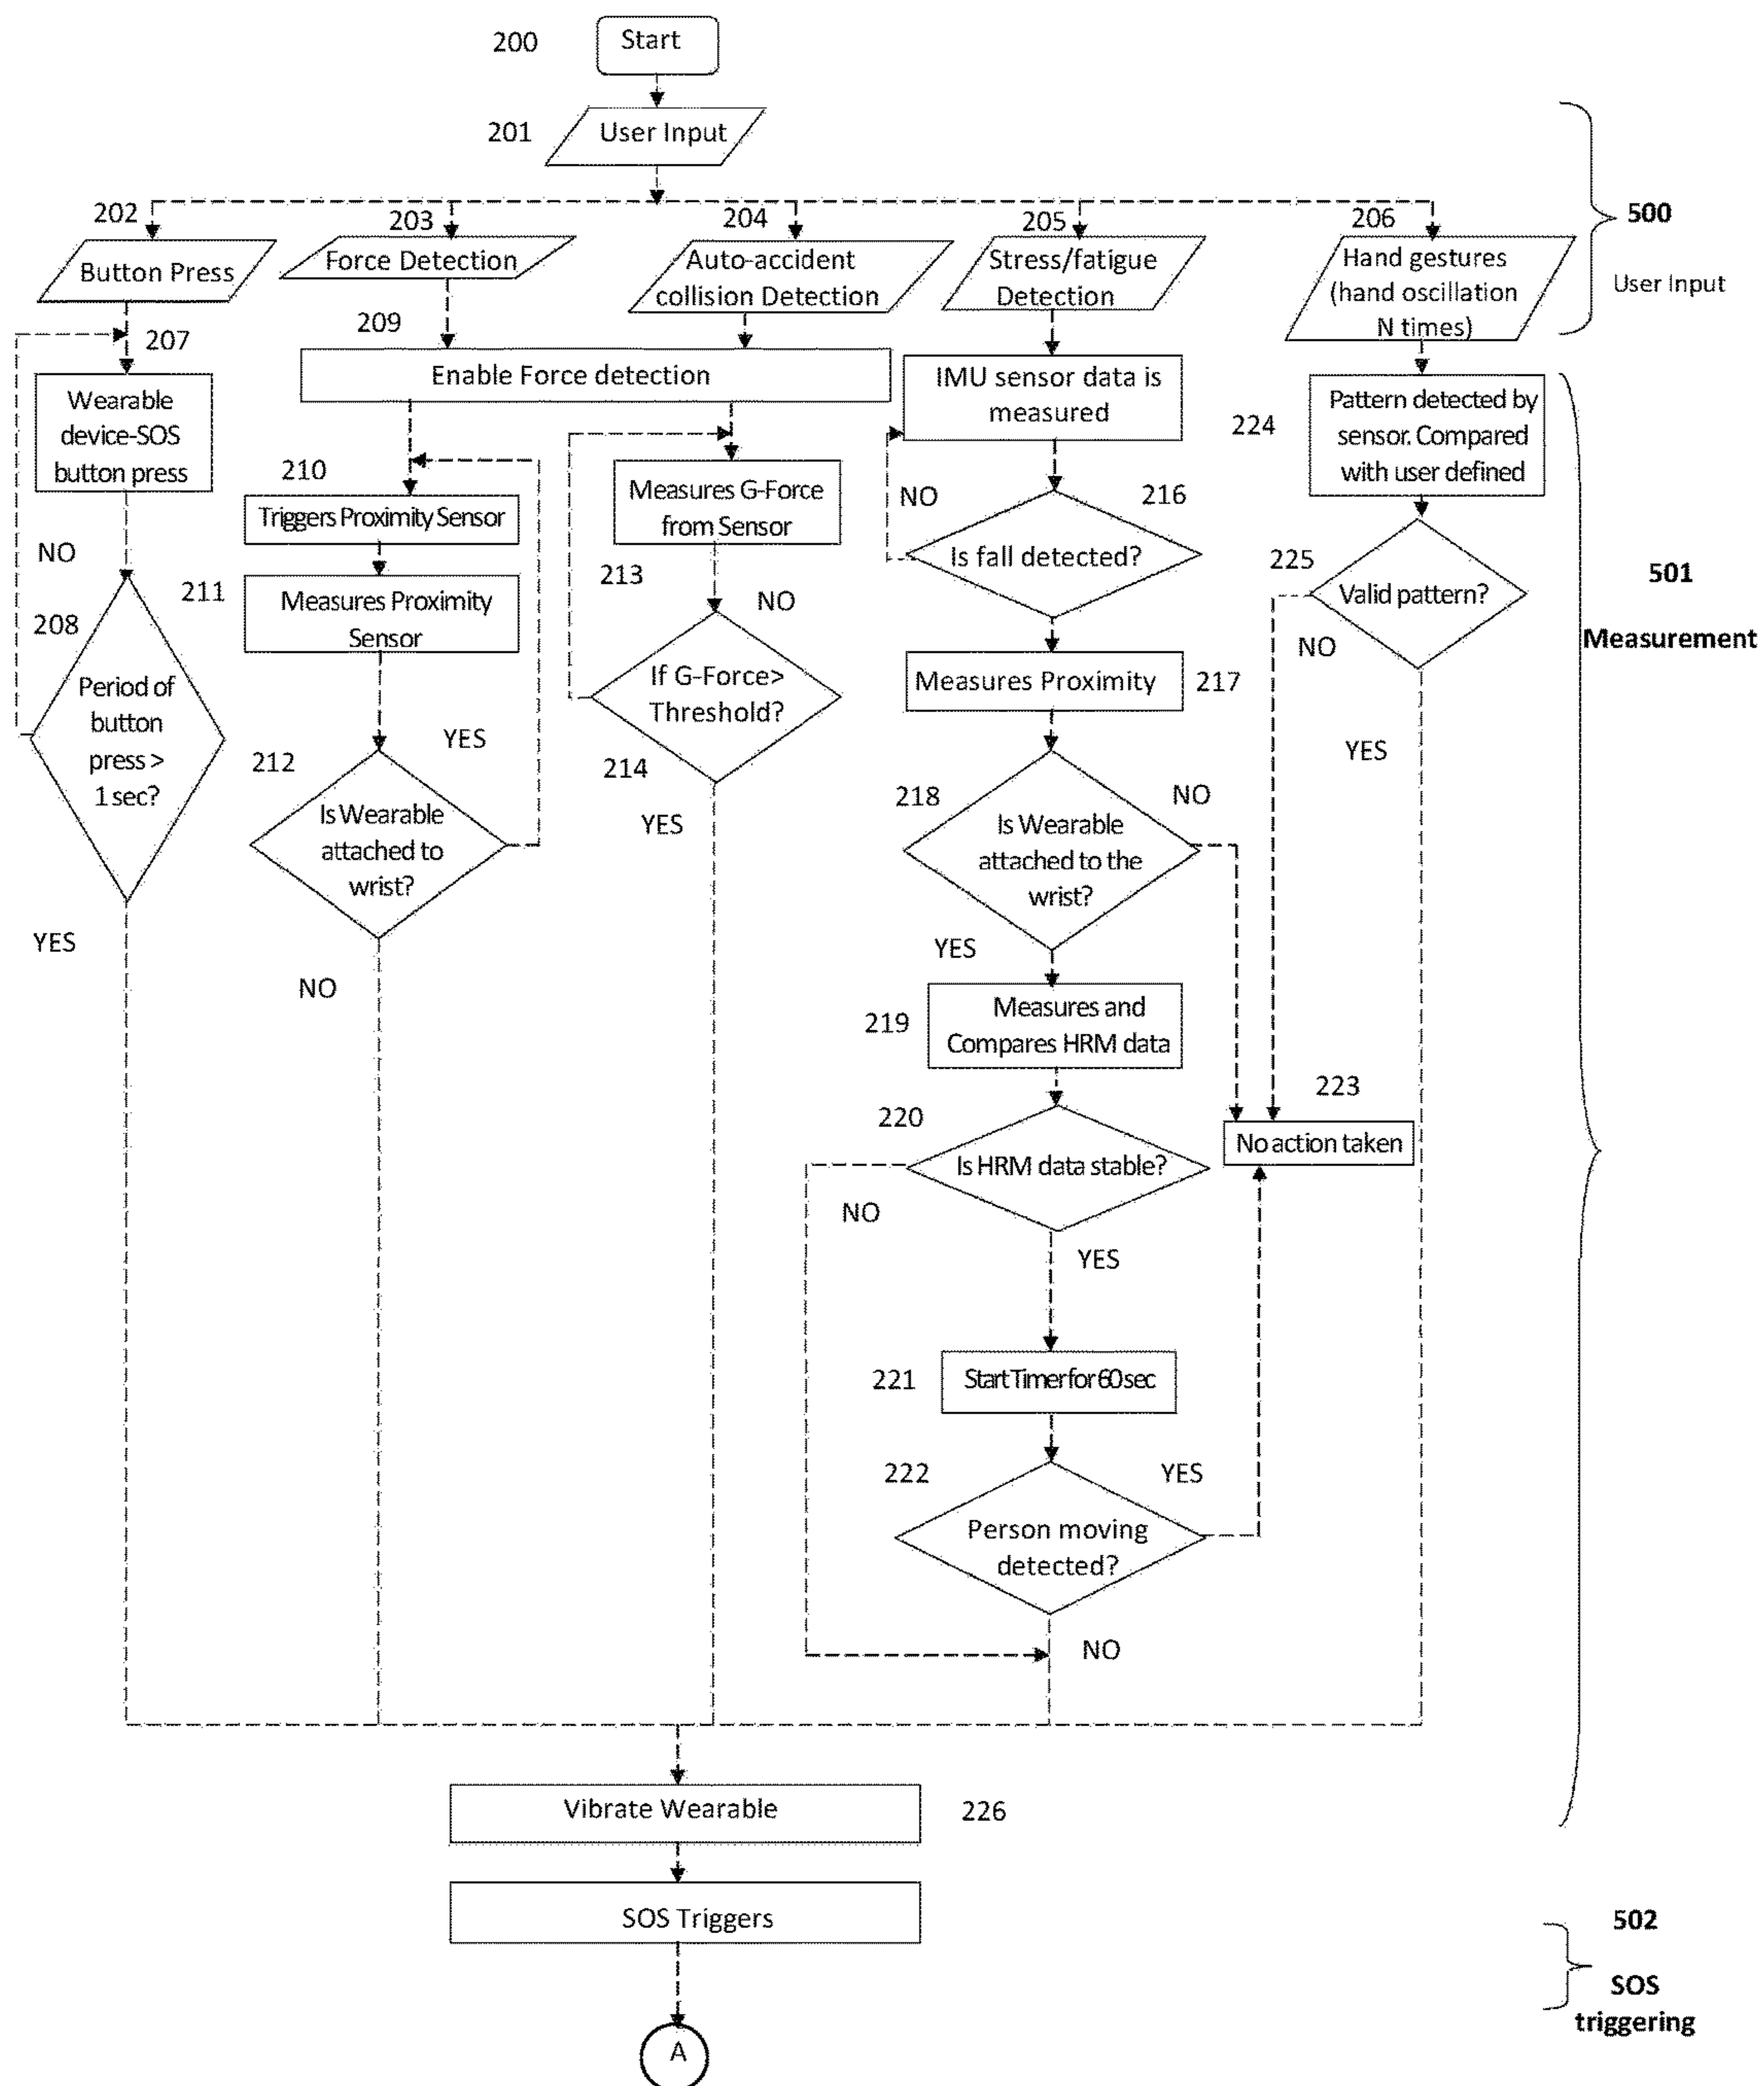 200
Start
201
User Input
202
203
204
205
206
500
User Input
Button Press
Force Detection
Auto-accident
collision Detection
Stress/fatigue
Detection
Hand gestures
(hand oscillation
N times)
207
209
Wearable
device-SOS
button press
Enable Force detection
IMU sensor data is
measured
224
Pattern detected by
sensor. Compared
with user defined
210
Triggers Proximity Sensor
Measures G-Force
from Sensor
NO
216
Is fall detected?
NO
211
Measures Proximity
Sensor
213
NO
225
Valid pattern?
NO
501
Measurement
208
Period of
button
press >
1 sec?
If G-Force>
Threshold?
Measures Proximity
217
YES
212
214
YES
218
NO
YES
Is Wearable
attached to
wrist?
Is Wearable
attached to the
wrist?
YES
NO
YES
219
Measures and
Compares HRM data
223
No action taken
220
Is HRM data stable?
NO
YES
221
Start Timer for 60 sec
222
YES
Person moving
detected?
NO
Vibrate Wearable
226
SOS Triggers
502
SOS
triggering
A